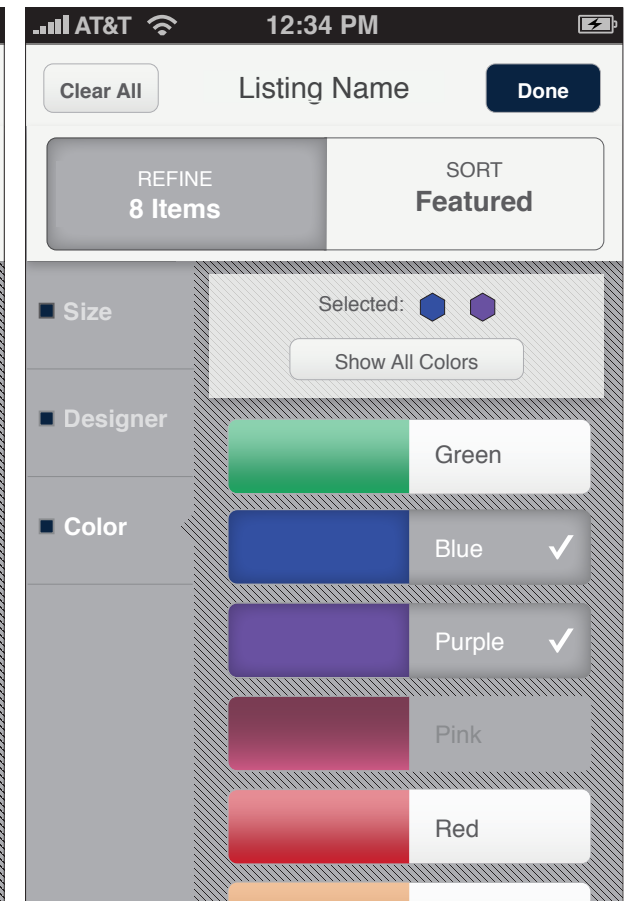 AT&T 12:34 PM
Clear All Listing Name Done
REFINE
8 Items
SORT
Featured
Size
Designer
Color
Selected:
Show All Colors
Green
Blue
Purple
Pink
Red